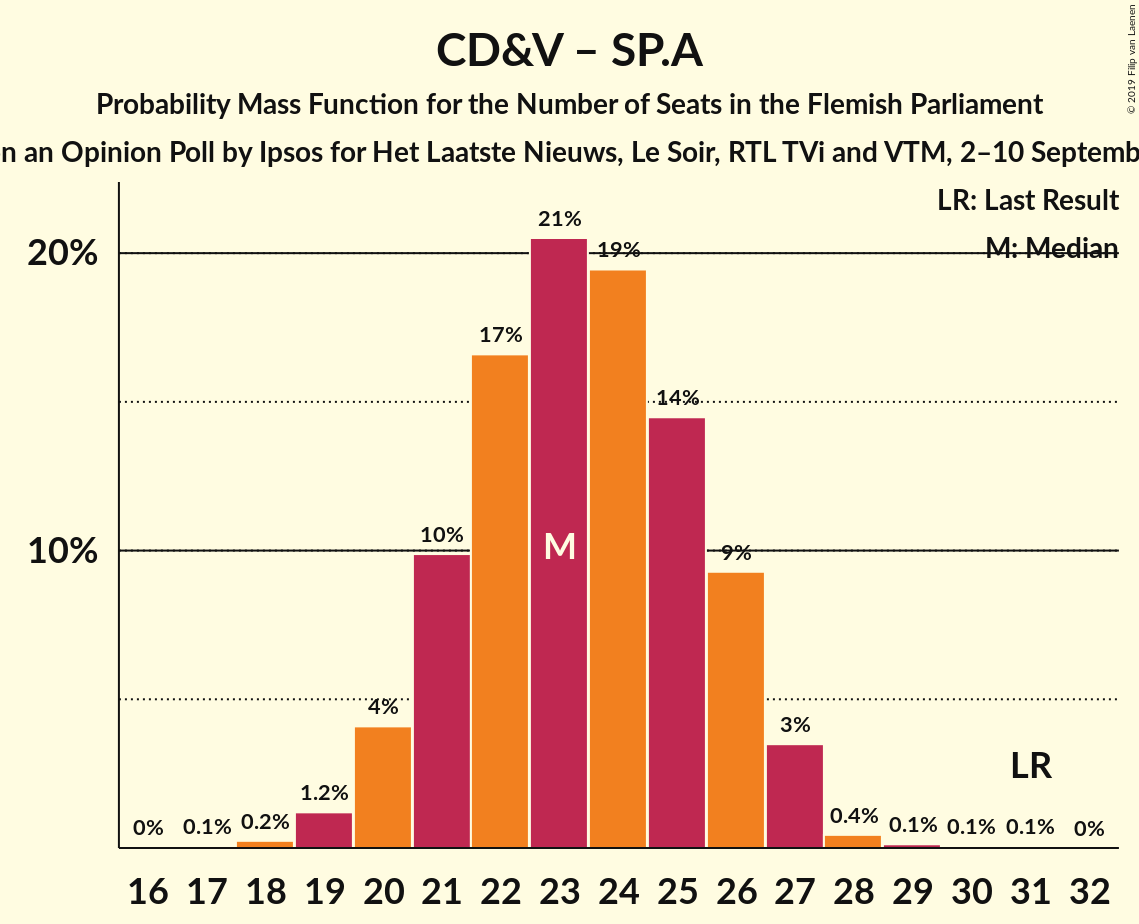 CD&V – SP.A
Probability Mass Function for the Number of Seats in the Flemish Parliament
n an Opinion Poll by Ipsos for Het Laatste Nieuws, Le Soir, RTL TVi and VTM, 2–10 Septemb
© 2019 Filip van Laenen
LR: Last Result
M: Median
20%
10%
0%
0.1%
0.2%
1.2%
4%
10%
17%
21%
19%
14%
9%
3%
0.4%
0.1%
0.1%
0.1%
0%
M
LR
16 17 18 19 20 21 22 23 24 25 26 27 28 29 30 31 32